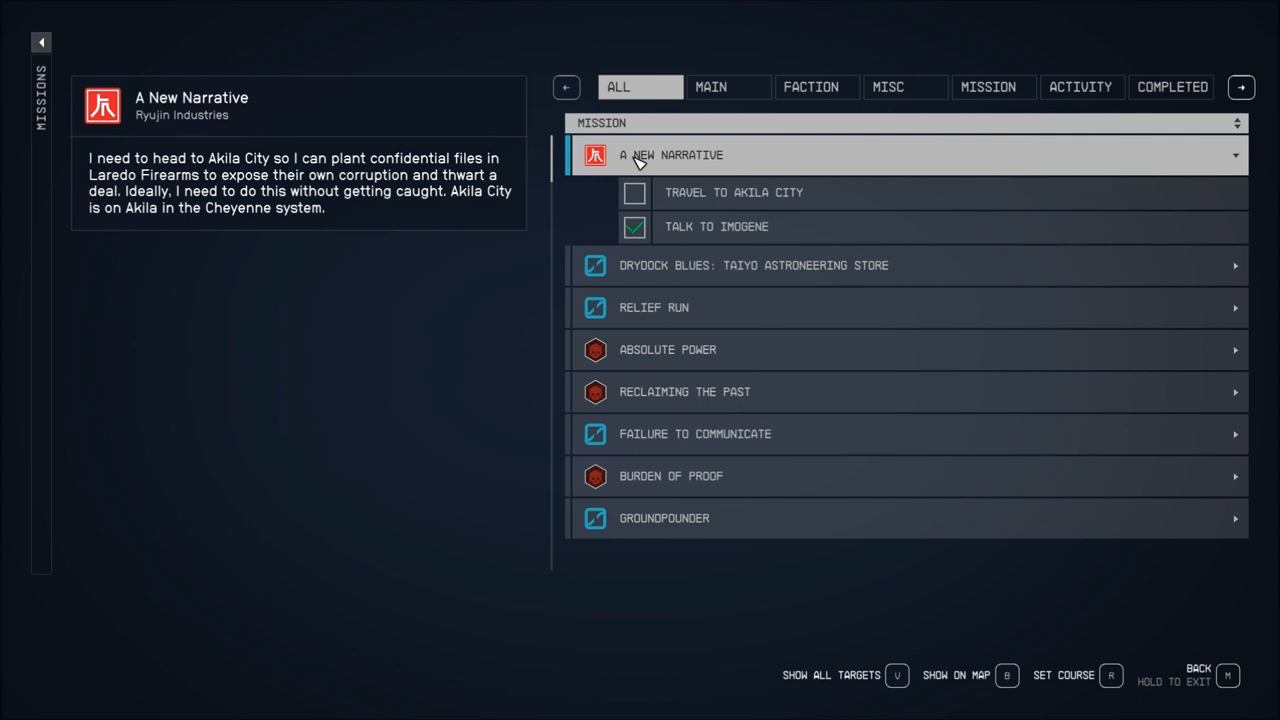 MISSIONS
A New Narrative
Ryujin Industries
I need to head to Akila City so I can plant confidential files in
Laredo Firearms to expose their own corruption and thwart a
deal. Ideally, I need to do this without getting caught. Akila City
is on Akila in the Cheyenne system.
ALL MAIN FACTION MISC MISSION ACTIVITY COMPLETED
MISSION
A NEW NARRATIVE
TRAVEL TO AKILA CITY
TALK TO IMOGENE
DRYDOCK BLUES: TAIYO ASTRONEERING STORE
RELIEF RUN
ABSOLUTE POWER
RECLAIMING THE PAST
FAILURE TO COMMUNICATE
BURDEN OF PROOF
GROUNDPOUNDER
SHOW ALL TARGETS V SHOW ON MAP B SET COURSE R BACK M
HOLD TO EXIT